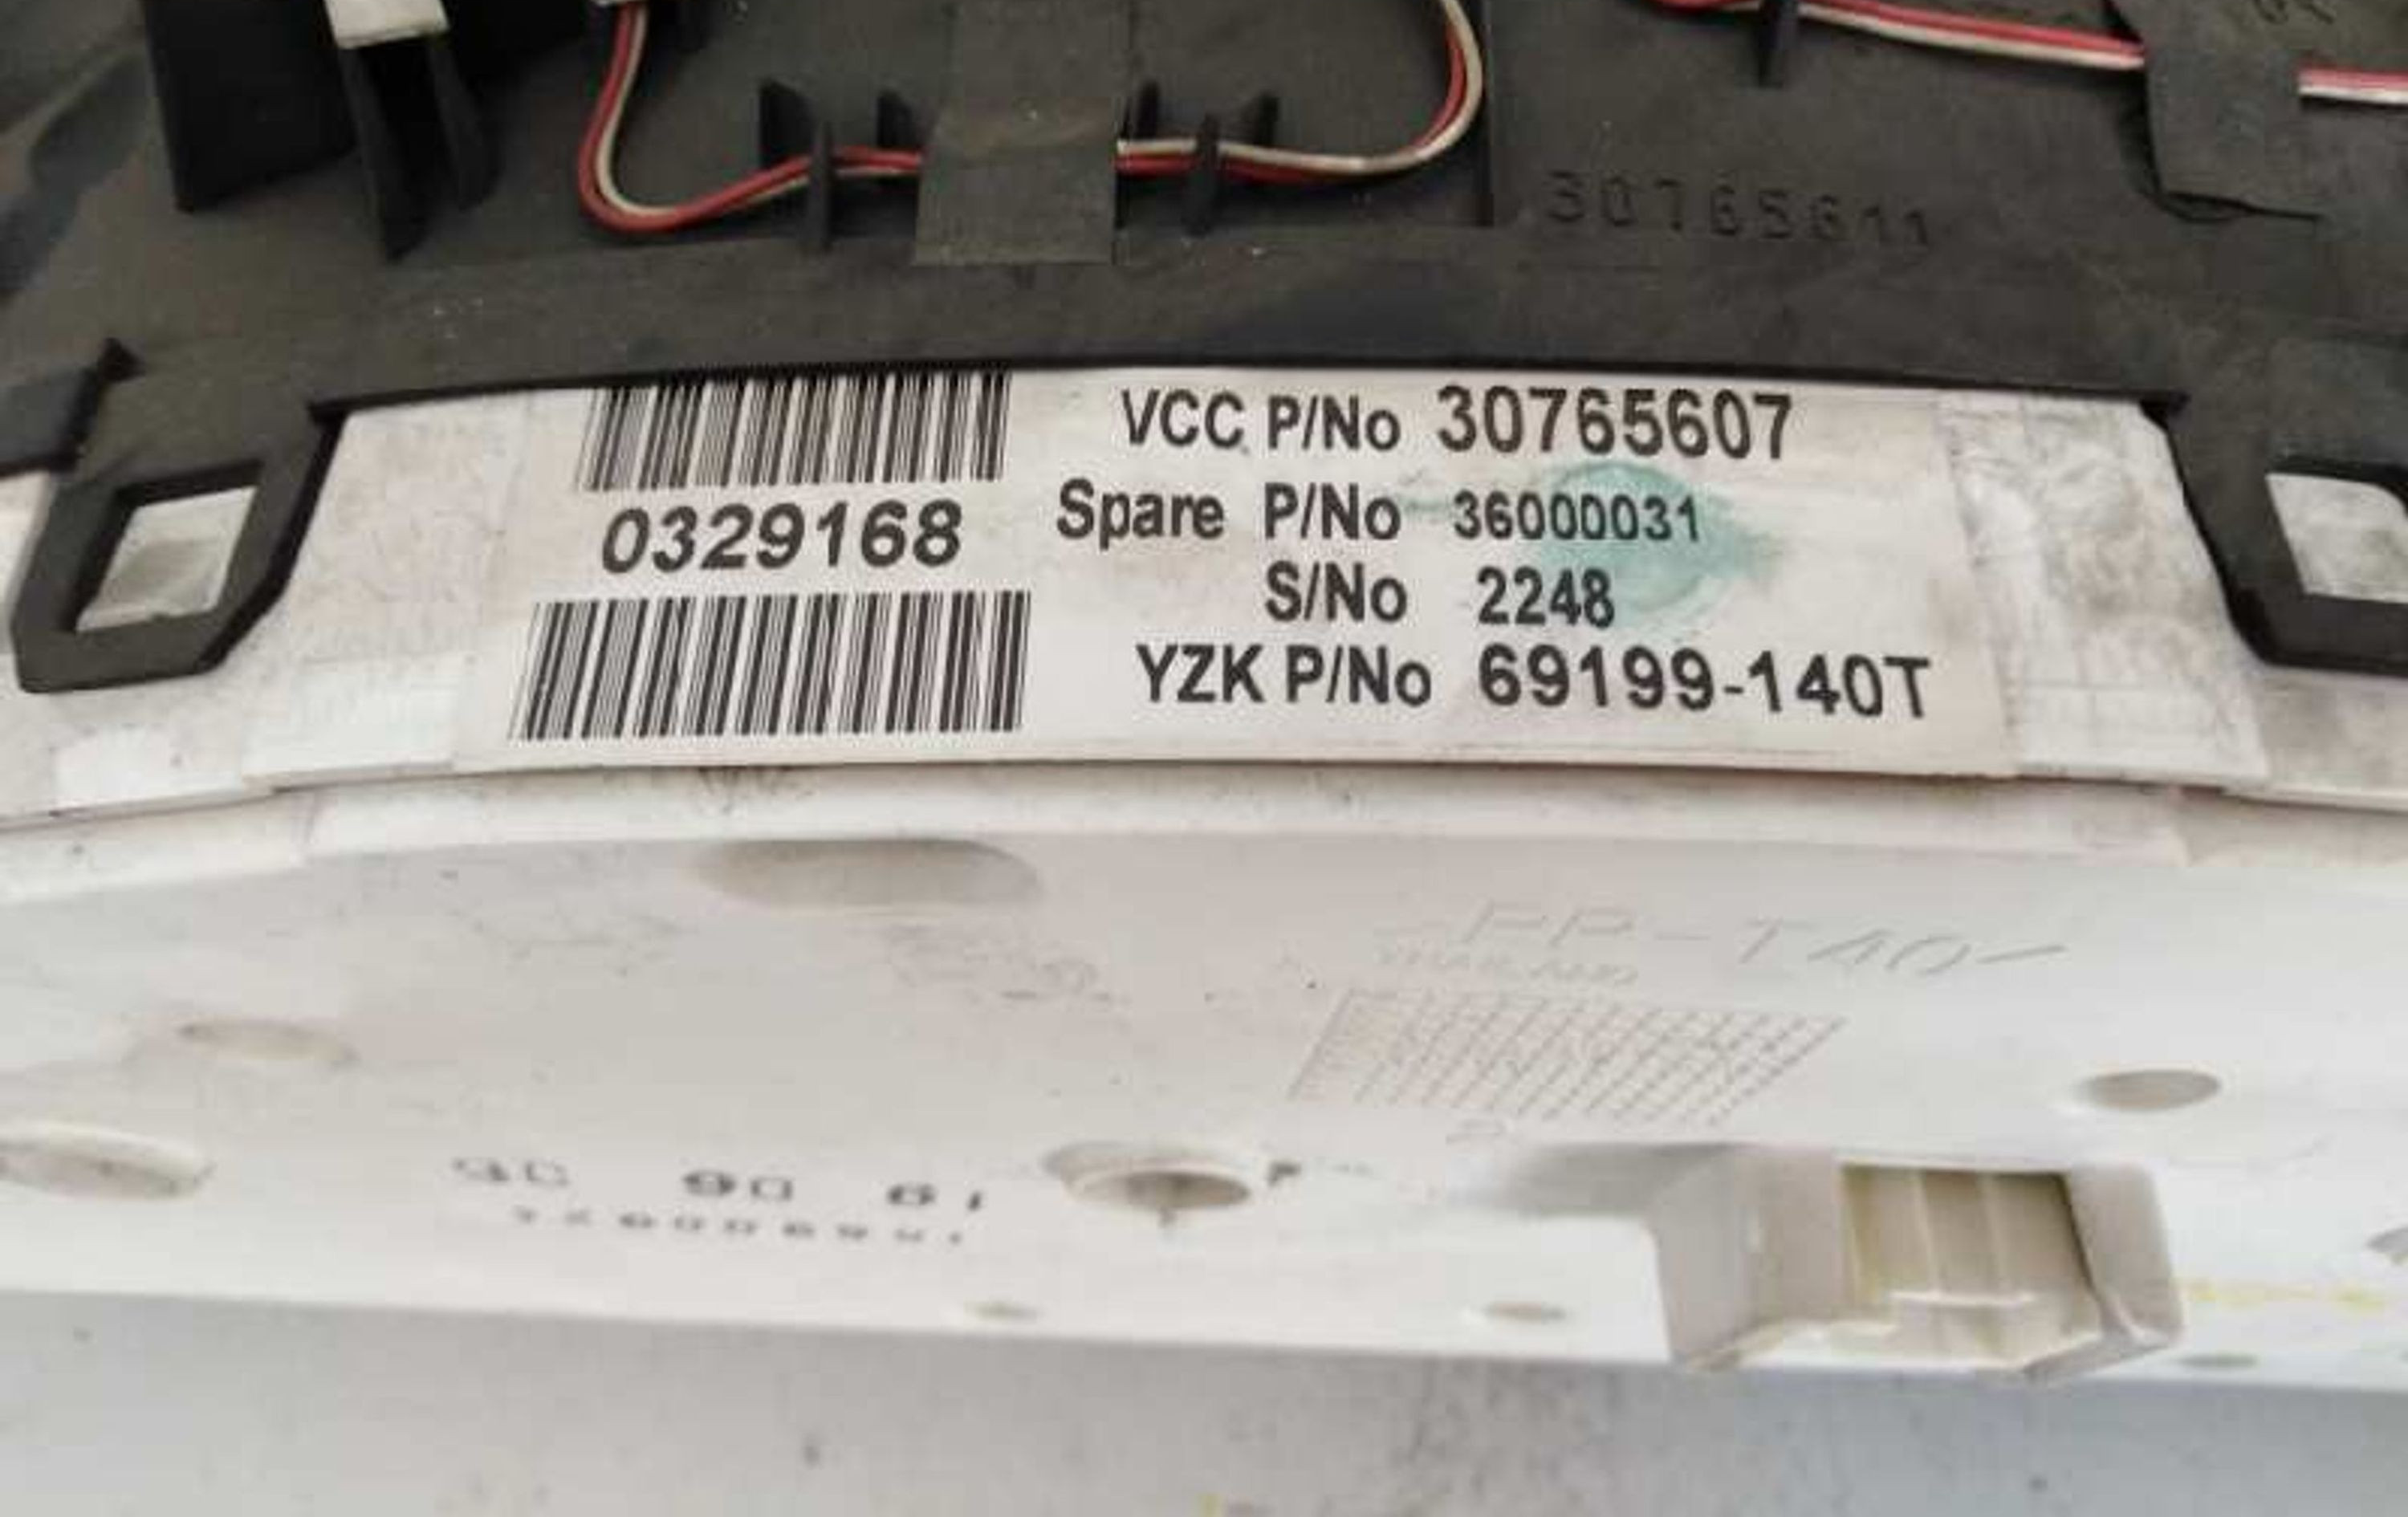 30765611
VCC P/No 30765607
0329168
Spare P/No 36000031
S/No 2248
YZK P/No 69199-140T
PP-T40